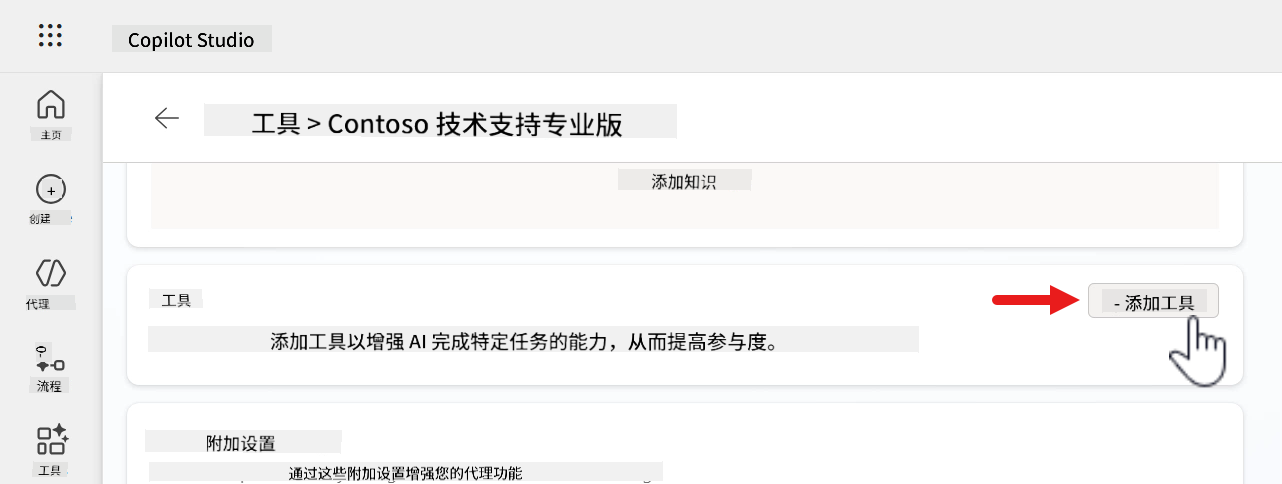 Copilot Studio
主页
工具 > Contoso 技术支持专业版
添加知识
创建
代理
工具
- 添加工具
添加工具以增强 AI 完成特定任务的能力，从而提高参与度。
流程
附加设置
工具
通过这些附加设置增强您的代理功能